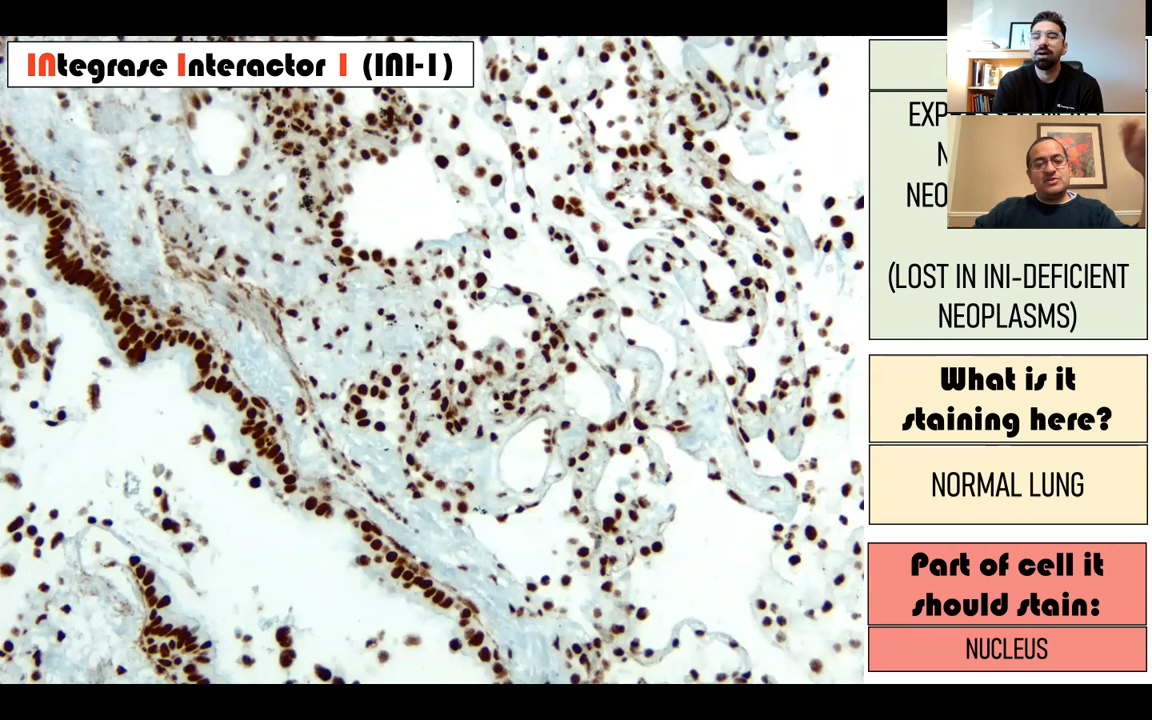 INtegrase Interactor 1 (INI-1)
(LOST IN INI-DEFICIENT
NEOPLASMS)
What is it
staining here?
NORMAL LUNG
Part of cell it
should stain:
NUCLEUS